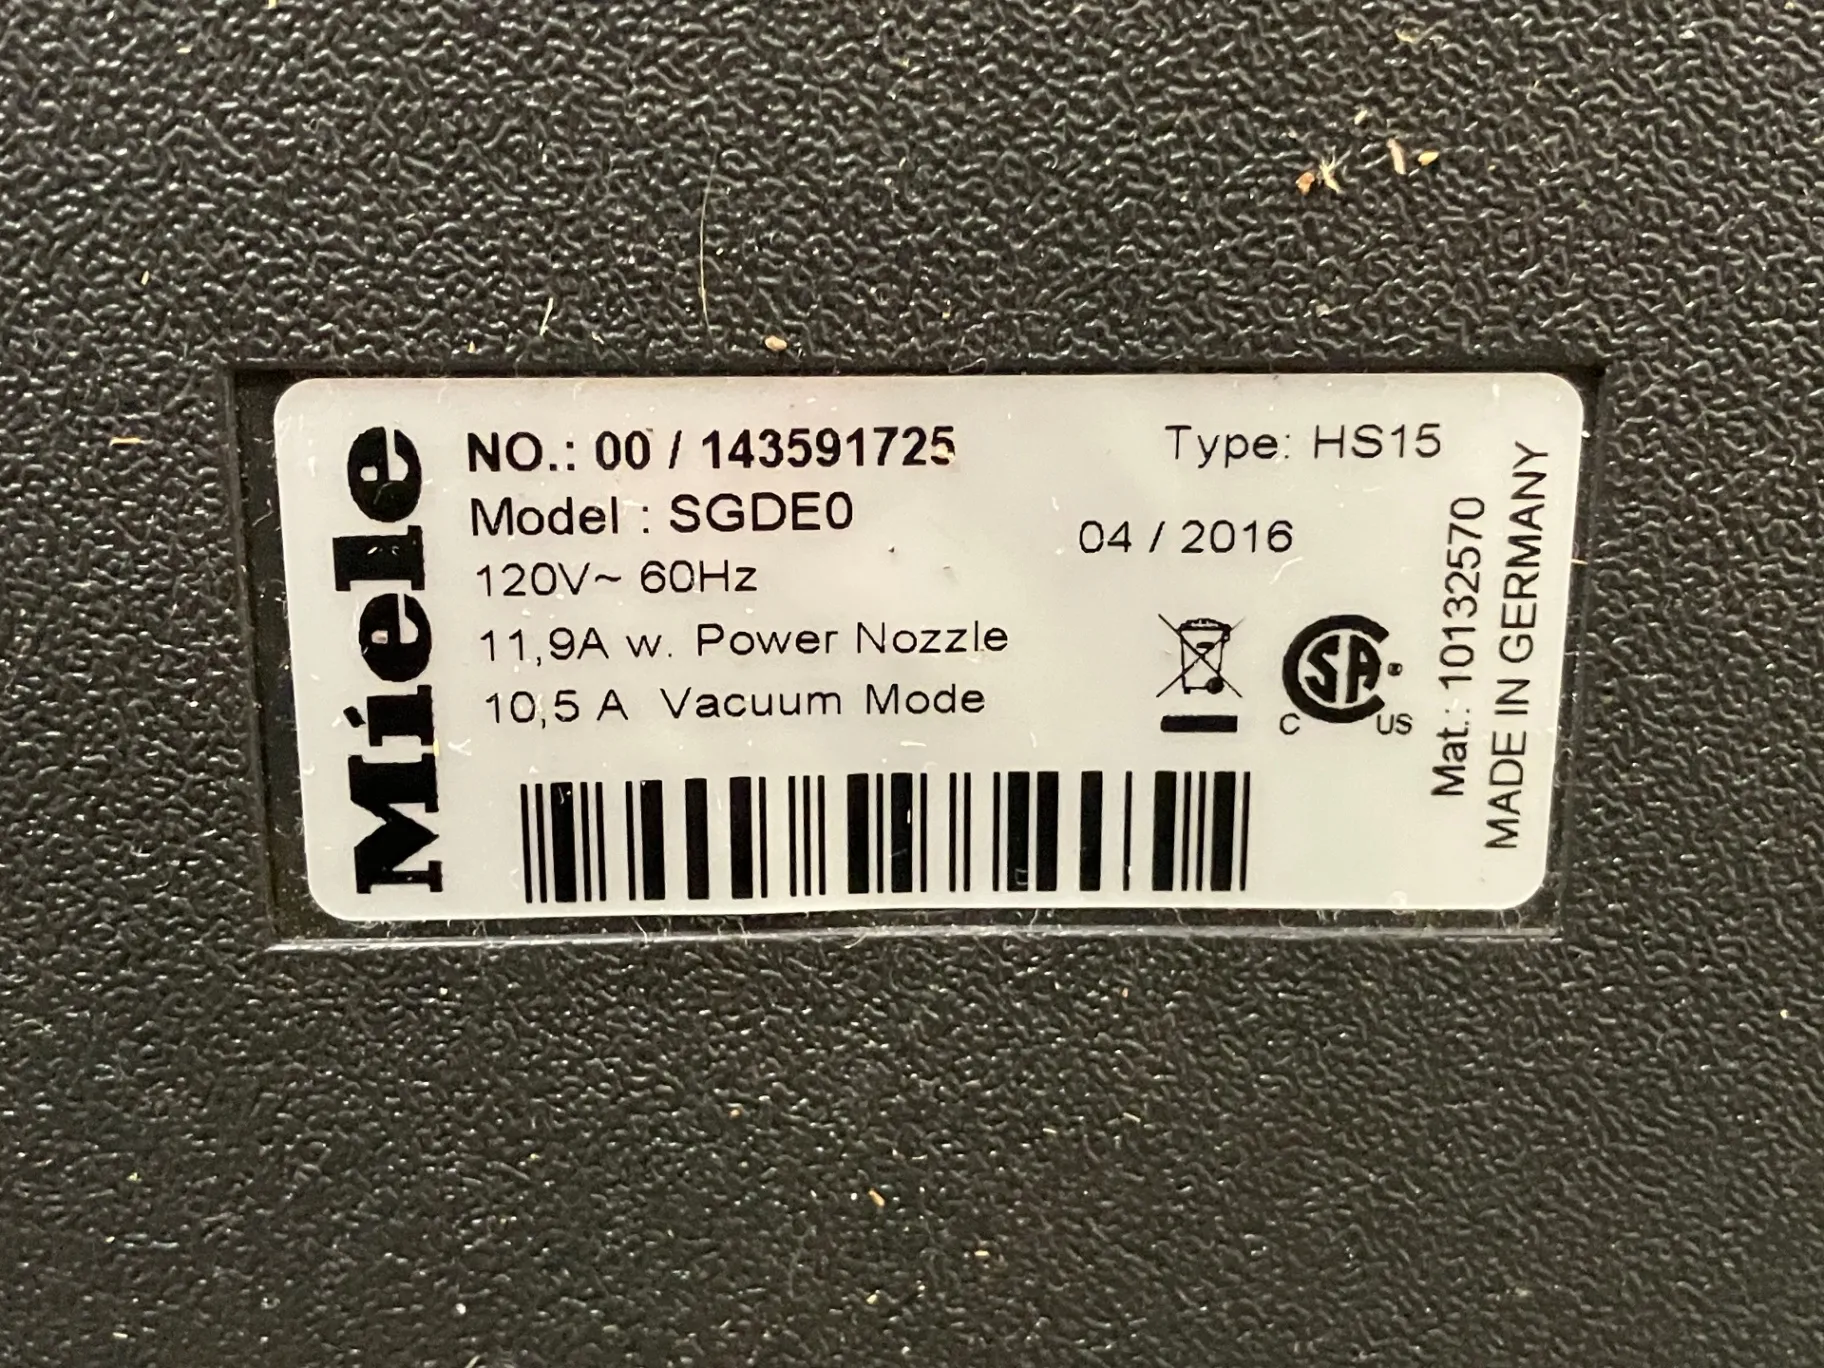 Miele
NO.: 00 / 143591725
Type: HS15
Model : SGDE0
04 / 2016
120V~ 60Hz
11,9A w. Power Nozzle
10,5 A Vacuum Mode
SA®
C US
Mat.: 10132570
MADE IN GERMANY